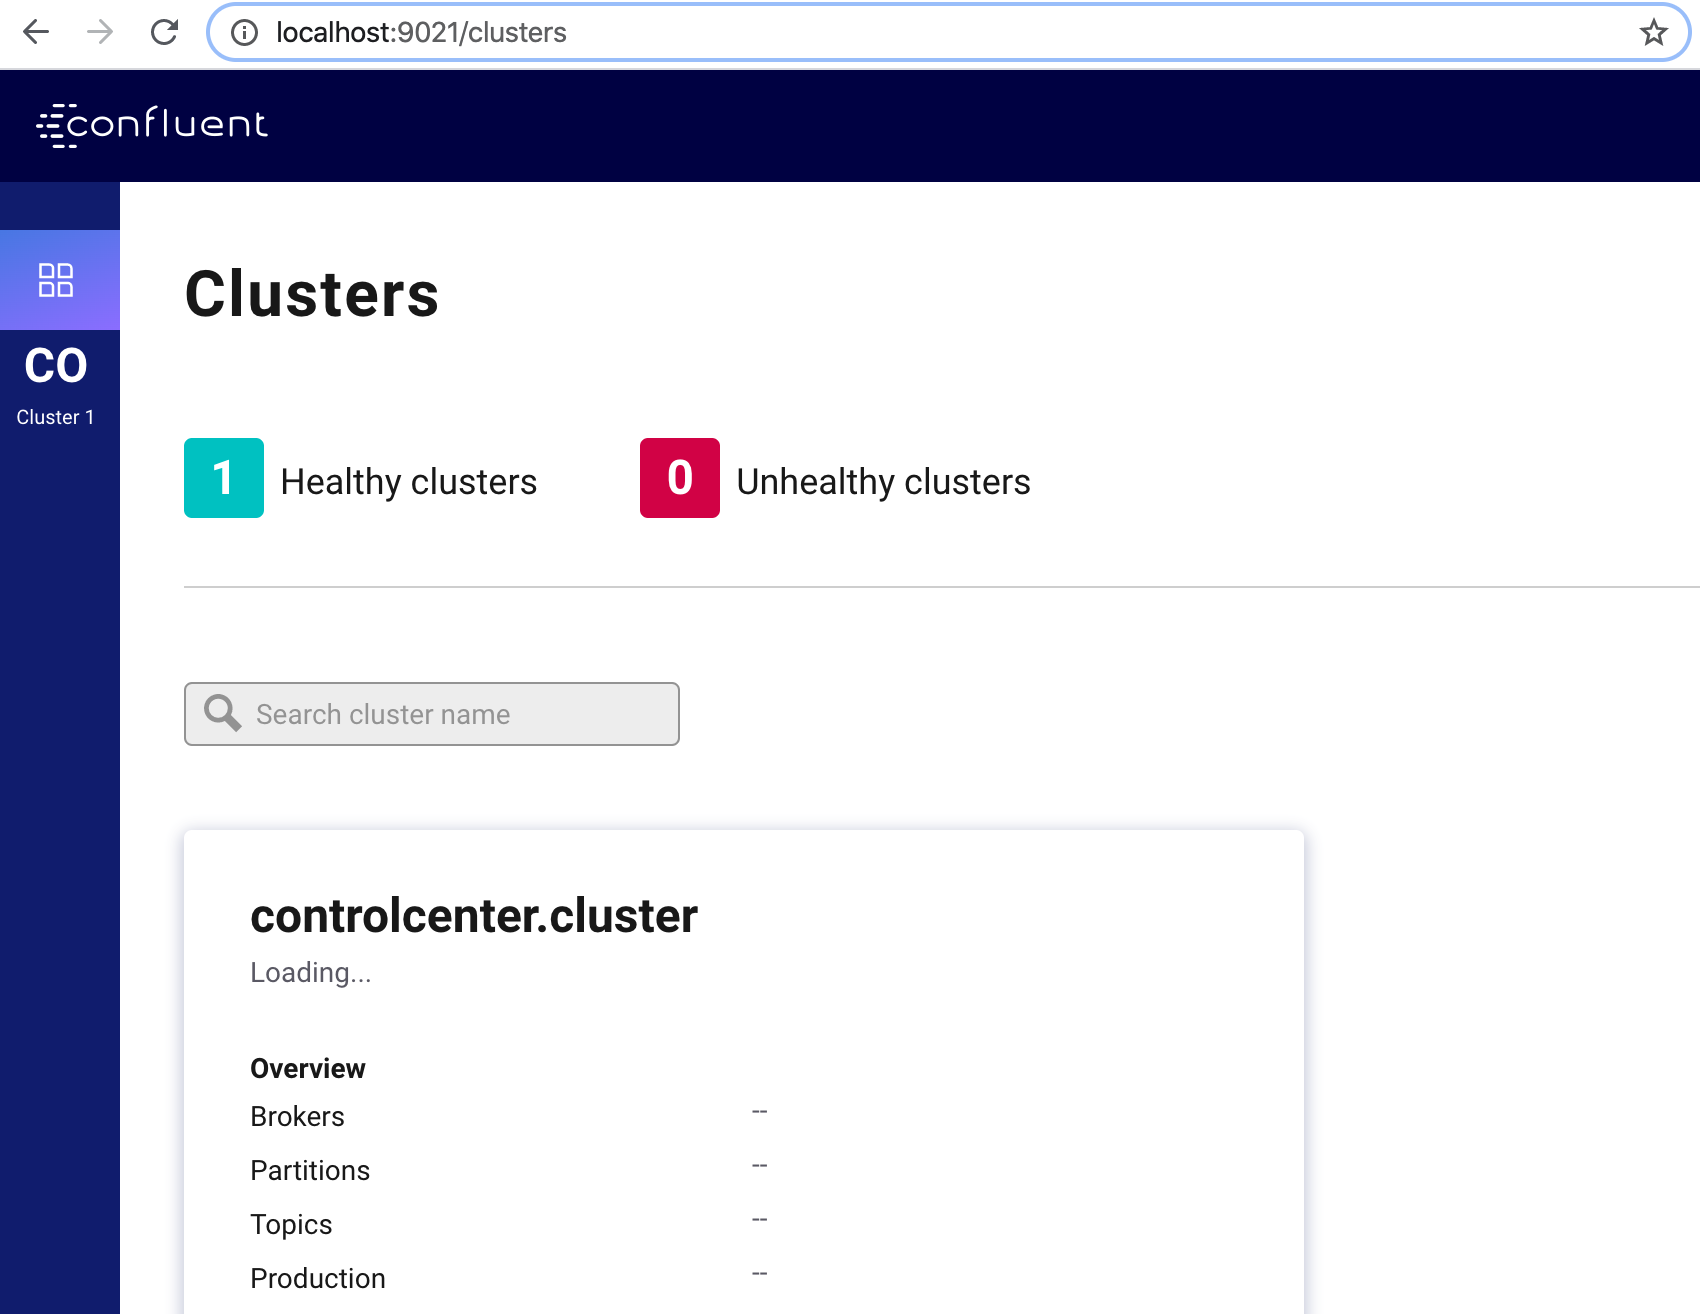 localhost:9021/clusters
confluent
CO
Cluster 1
Clusters
1 Healthy clusters 0 Unhealthy clusters
Search cluster name
controlcenter.cluster
Loading...
Overview
Brokers --
Partitions --
Topics --
Production --